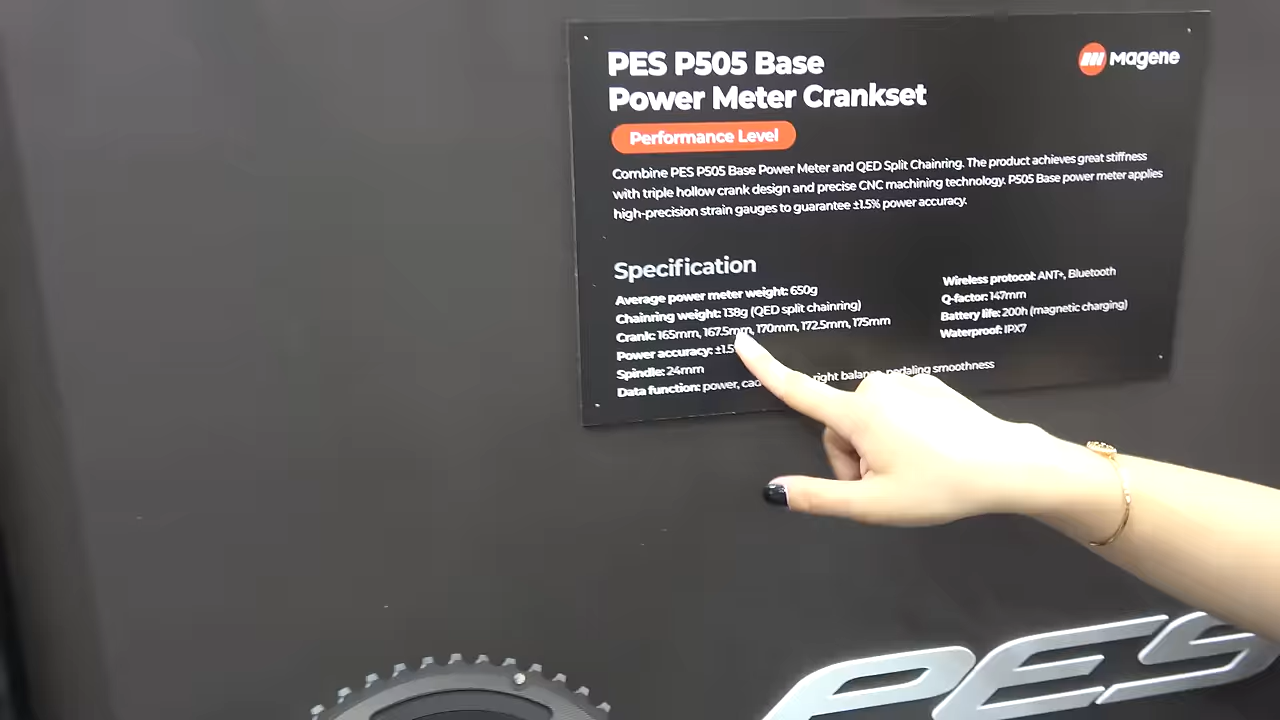 PES P505 Base
Power Meter Crankset
Magene
Performance Level
Combine PES P505 Base Power Meter and QED Split Chainring. The product achieves great stiffness
with triple hollow crank design and precise CNC machining technology. P505 Base power meter applies
high-precision strain gauges to guarantee ±1.5% power accuracy.
Specification
Average power meter weight: 650g
Chainring weight: 138g (QED split chainring)
Crank: 165mm, 167.5mm, 170mm, 172.5mm, 175mm
Power accuracy: ±1.5
Spindle: 24mm
Data function: power, right balance, pedaling smoothness
Wireless protocol: ANT+, Bluetooth
Q-factor: 147mm
Battery life: 200h (magnetic charging)
Waterproof: IPX7
PES